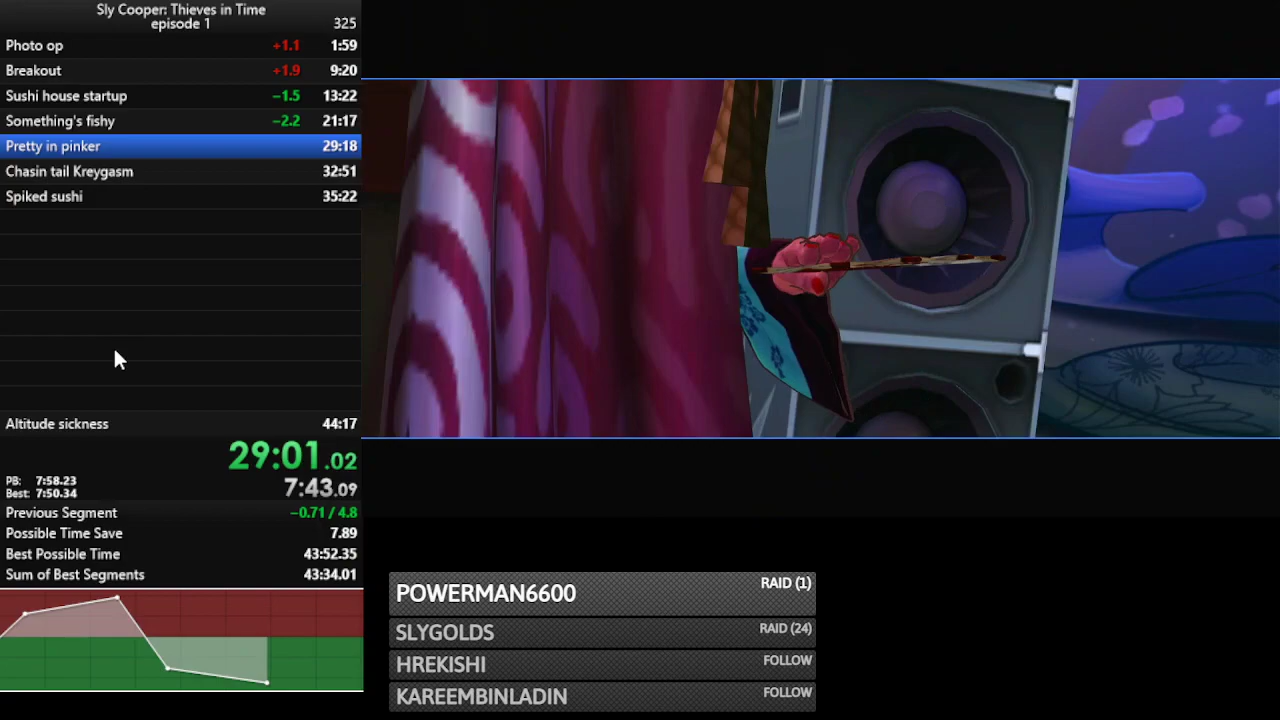 Sly Cooper: Thieves in Time
episode 1 325
Photo op +1.1 1:59
Breakout +1.9 9:20
Sushi house startup −1.5 13:22
Something's fishy −2.2 21:17
Pretty in pinker 29:18
Chasin tail Kreygasm 32:51
Spiked sushi 35:22
Altitude sickness 44:17
29:01.02
PB: 7:58.23
Best: 7:50.34
7:43.09
Previous Segment −0.71 / 4.8
Possible Time Save 7.89
Best Possible Time 43:52.35
Sum of Best Segments 43:34.01
POWERMAN6600 RAID (1)
SLYGOLDS RAID (24)
HREKISHI FOLLOW
KAREEMBINLADIN FOLLOW